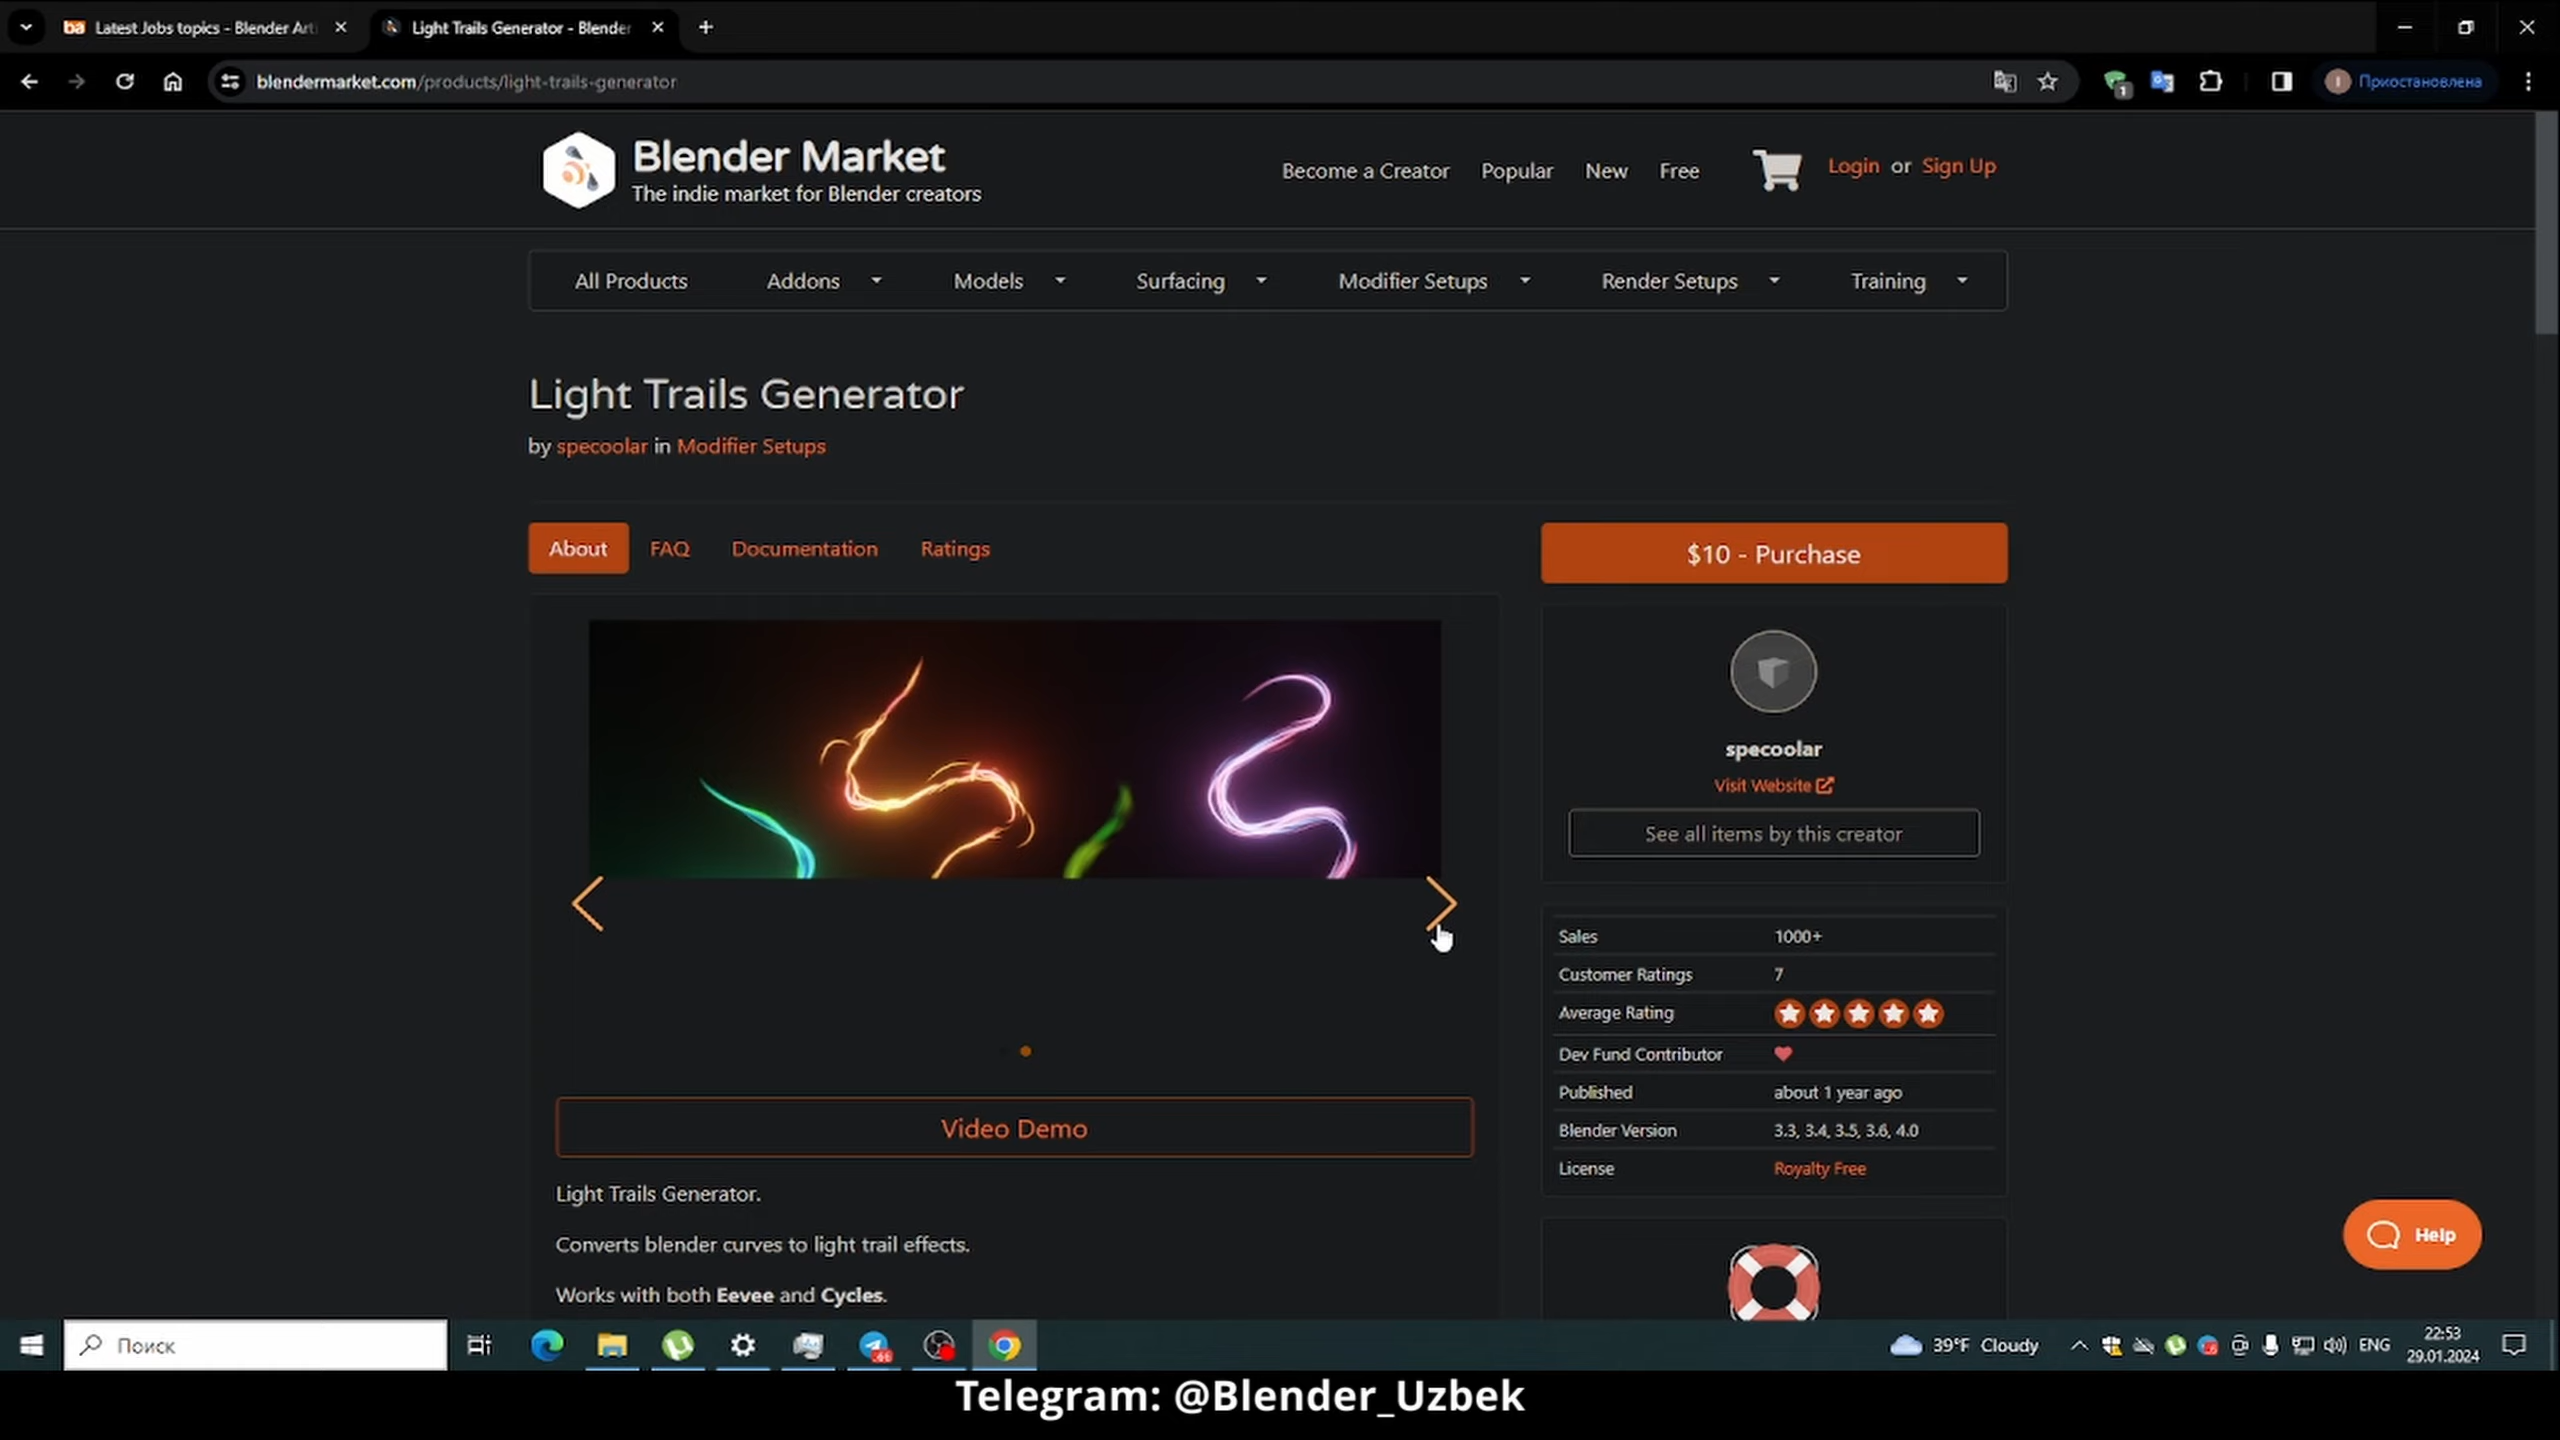 Latest Jobs topics - Blender Art
Light Trails Generator - Blender
blendermarket.com/products/light-trails-generator
1
Приостановлена
Blender Market
The indie market for Blender creators
Become a Creator
Popular
New
Free
Login or Sign Up
All Products
Addons
Models
Surfacing
Modifier Setups
Render Setups
Training
Light Trails Generator
by specoolar in Modifier Setups
About
FAQ
Documentation
Ratings
$10 - Purchase
specoolar
Visit Website
See all items by this creator
Sales 1000+
Customer Ratings 7
Average Rating
Dev Fund Contributor
Published about 1 year ago
Blender Version 3.3, 3.4, 3.5, 3.6, 4.0
License Royalty Free
Video Demo
Light Trails Generator.
Converts blender curves to light trail effects.
Works with both Eevee and Cycles.
Help
Поиск
39°F Cloudy
ENG
22:53
29.01.2024
Telegram: @Blender_Uzbek